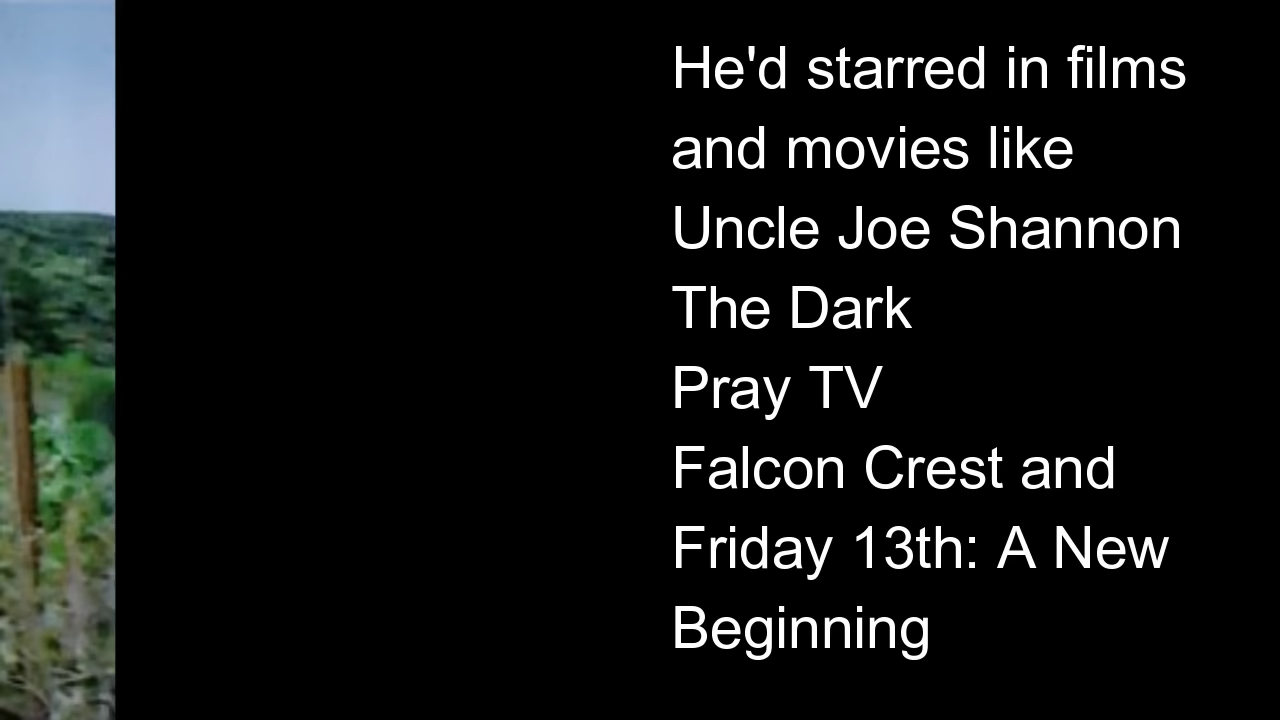 He'd starred in films
and movies like
Uncle Joe Shannon
The Dark
Pray TV
Falcon Crest and
Friday 13th: A New
Beginning